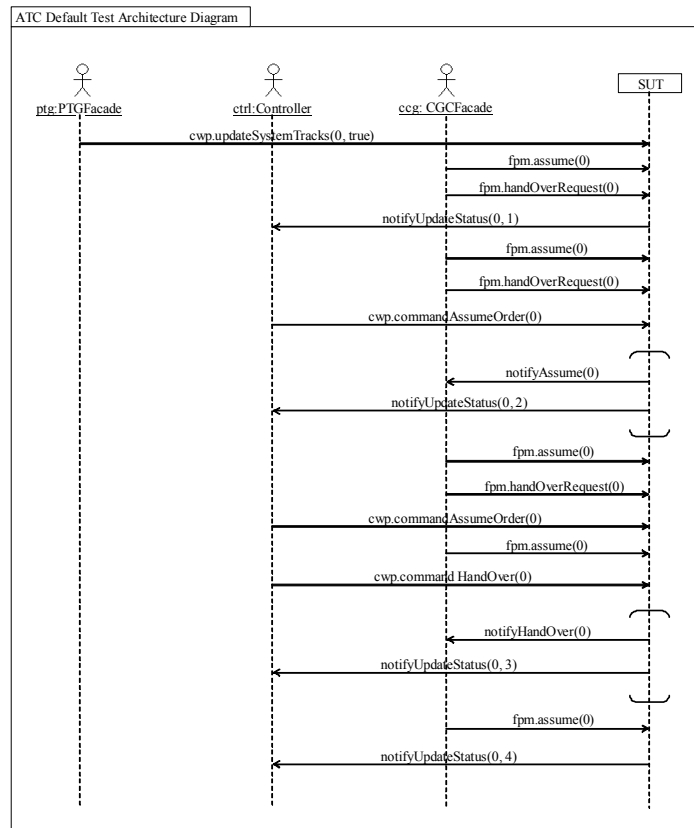 ATC Default Test Architecture Diagram
ptg:PTGFacade
ctrl:Controller
ccg: CGCFacade
SUT
cwp.updateSystemTracks(0, true)
fpm.assume(0)
fpm.handOverRequest(0)
notifyUpdateStatus(0, 1)
fpm.assume(0)
fpm.handOverRequest(0)
cwp.commandAssumeOrder(0)
notifyAssume(0)
notifyUpdateStatus(0, 2)
fpm.assume(0)
fpm.handOverRequest(0)
cwp.commandAssumeOrder(0)
fpm.assume(0)
cwp.command HandOver(0)
notifyHandOver(0)
notifyUpdateStatus(0, 3)
fpm.assume(0)
notifyUpdateStatus(0, 4)